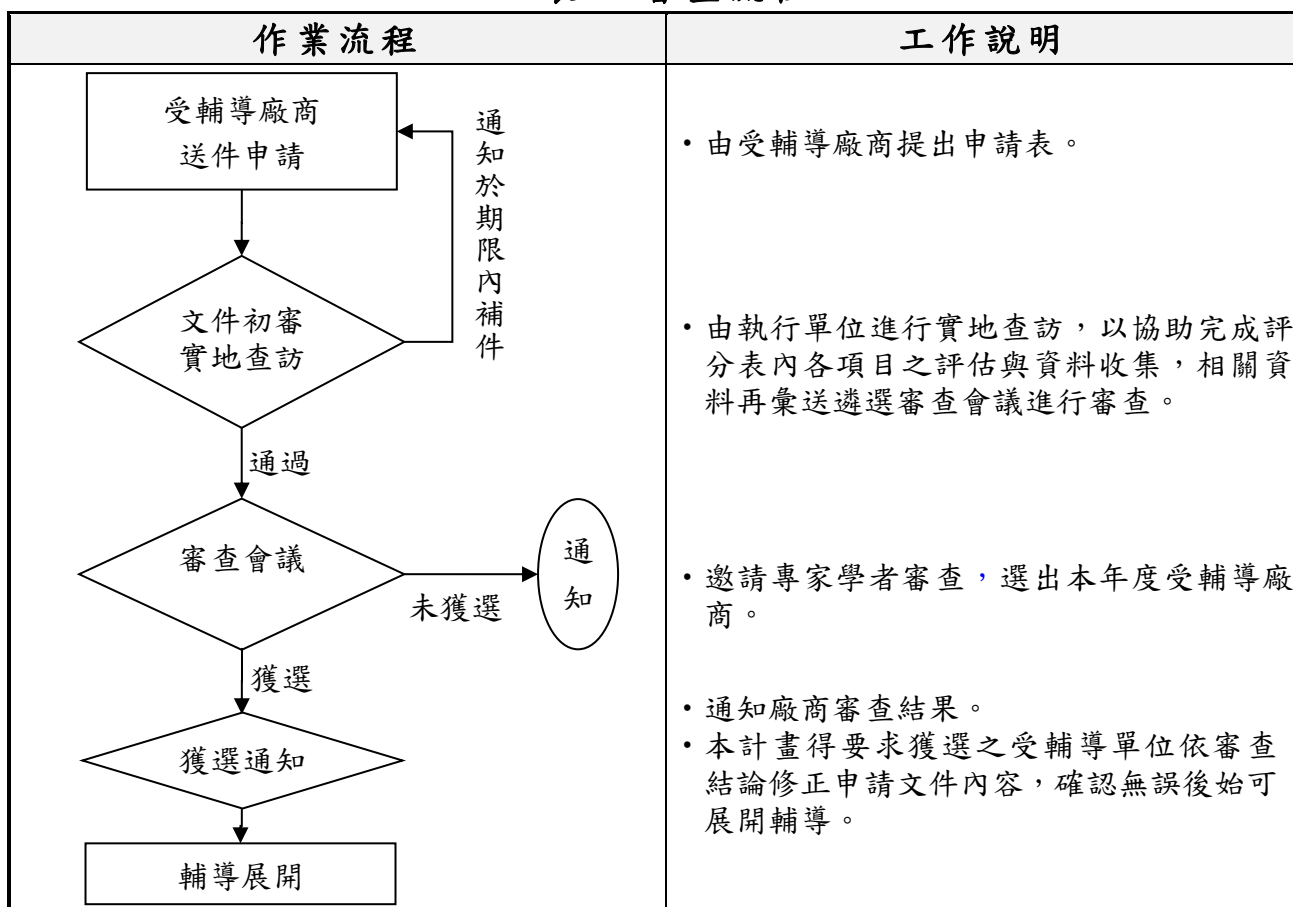 作業流程
工作說明
受輔導廠商
送件申請
通知於期限內補件
•由受輔導廠商提出申請表。
文件初審
實地查訪
•由執行單位進行實地查訪，以協助完成評
分表內各項目之評估與資料收集，相關資
料再彙送遴選審查會議進行審查。
通過
審查會議
未獲選
通知
•邀請專家學者審查，選出本年度受輔導廠
商。
獲選
獲選通知
•通知廠商審查結果。
•本計畫得要求獲選之受輔導單位依審查
結論修正申請文件內容，確認無誤後始可
展開輔導。
輔導展開